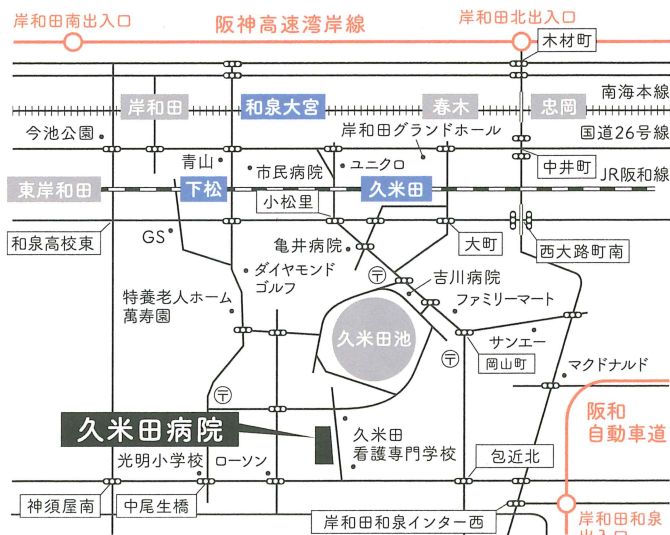 岸和田南出入口
阪神高速湾岸線
岸和田北出入口
木材町
南海本線
岸和田
和泉大宮
春木
忠岡
今池公園
岸和田グランドホール
国道26号線
青山
市民病院
ユニクロ
中井町
JR阪和線
東岸和田
下松
久米田
小松里
和泉高校東
GS
亀井病院
大町
西大路町南
ダイヤモンド
ゴルフ
〒
吉川病院
特養老人ホーム
萬寿園
ファミリーマート
久米田池
サンエー
〒
岡山町
マクドナルド
〒
阪和
自動車道
久米田病院
久米田
看護専門学校
光明小学校
ローソン
包近北
神須屋南
中尾生橋
岸和田和泉インター西
岸和田和泉
出入口